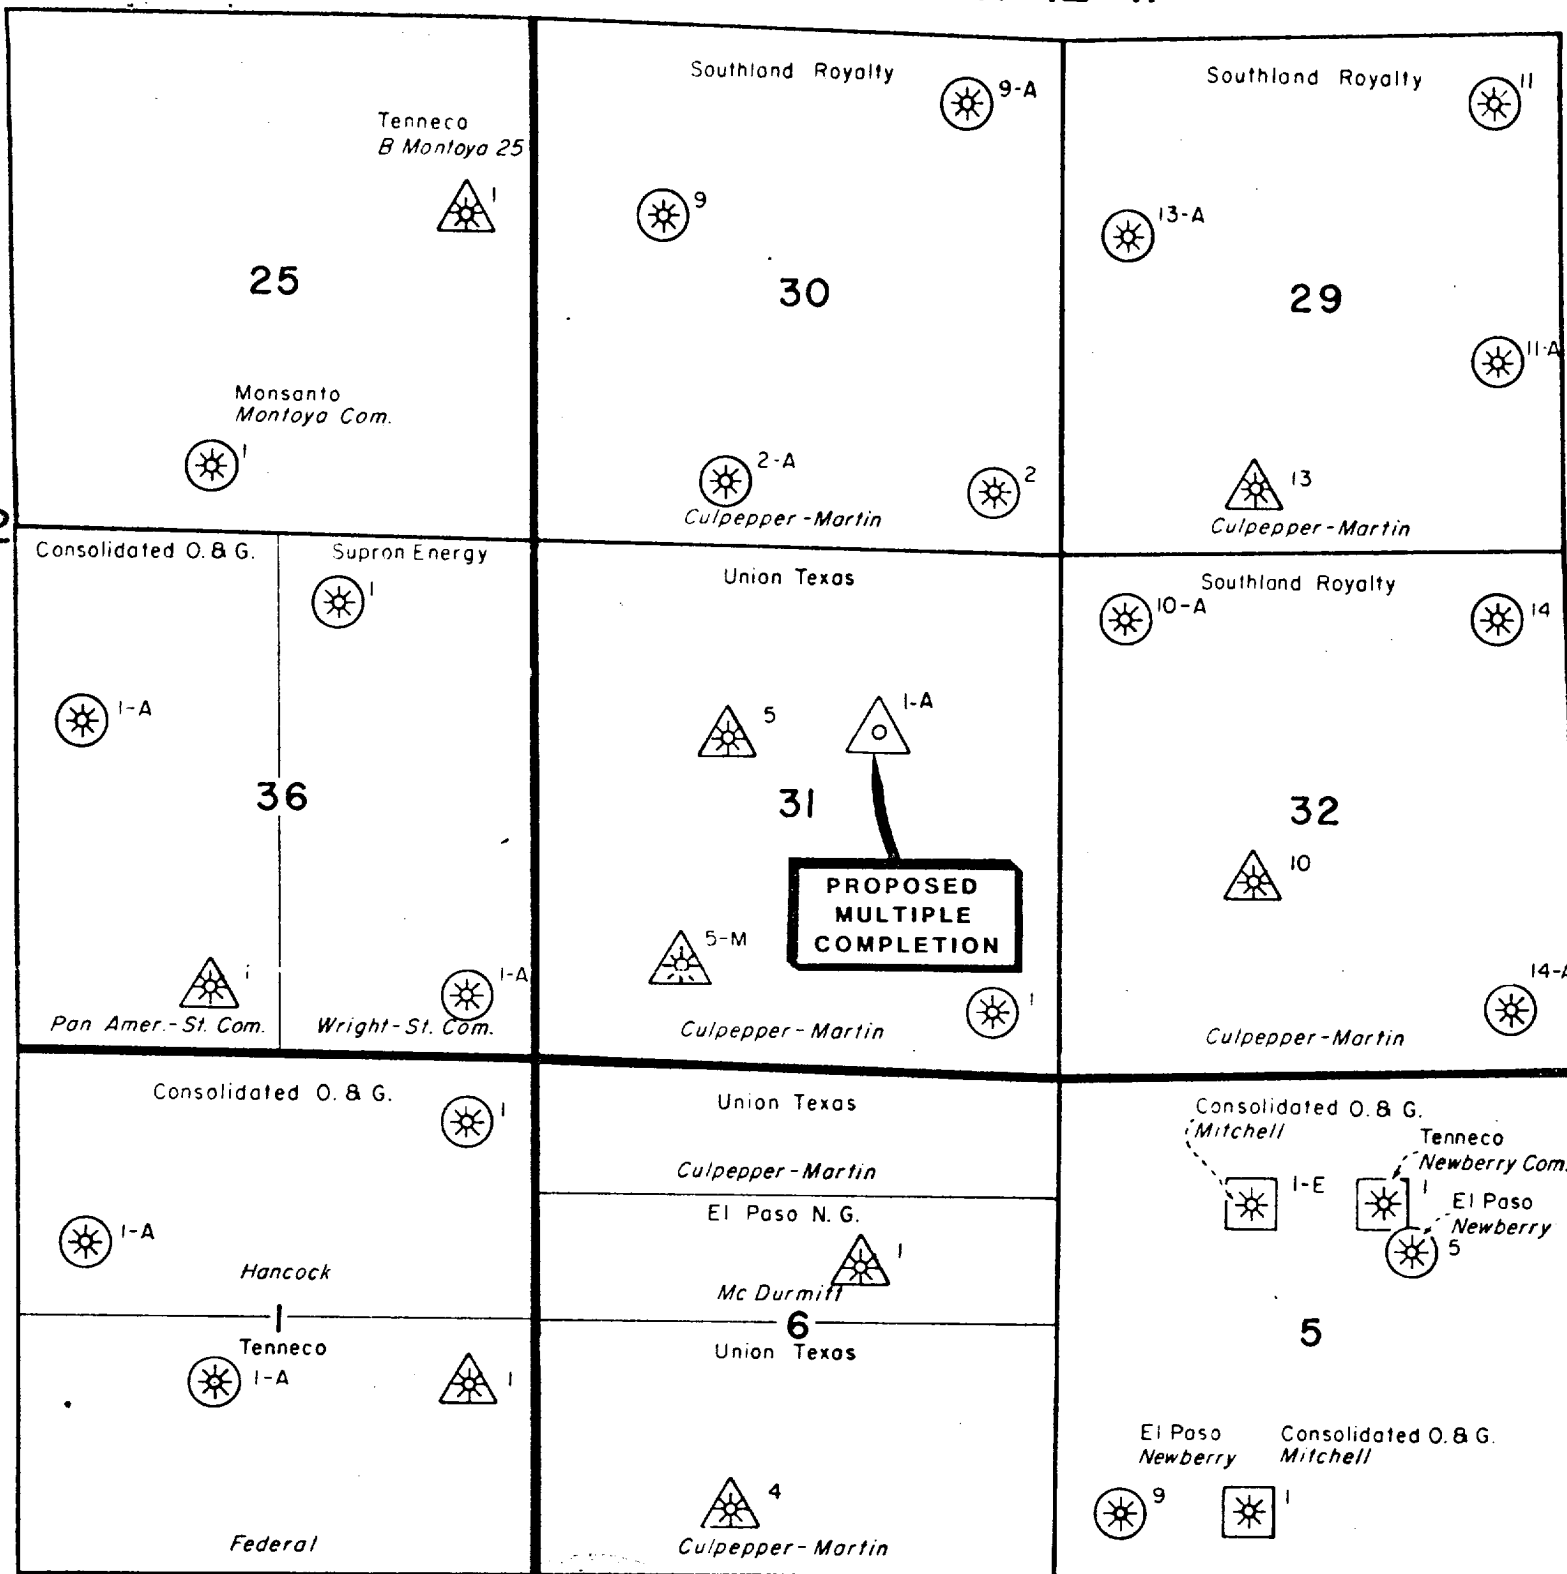 Tenneco
B Montoya 25
1
25
Monsanto
Montoya Com.
1
Southland Royalty
9-A
9
30
2-A
2
Culpepper-Martin
Southland Royalty
11
13-A
29
11-A
13
Culpepper-Martin
Consolidated O. & G.
Supron Energy
1
1-A
36
1
1-A
Pan Amer.-St. Com.
Wright-St. Com.
Union Texas
5
1-A
31
PROPOSED
MULTIPLE
COMPLETION
5-M
1
Culpepper-Martin
Southland Royalty
10-A
14
32
10
14-A
Culpepper-Martin
Consolidated O. & G.
1
1-A
Hancock
1
Tenneco
1-A
1
Federal
Union Texas
Culpepper-Martin
El Paso N. G.
1
Mc Durmitt
6
Union Texas
4
Culpepper-Martin
Consolidated O. & G.
Mitchell
Tenneco
Newberry Com.
1-E
1
El Paso
Newberry
5
5
El Paso
Newberry
Consolidated O. & G.
Mitchell
9
1